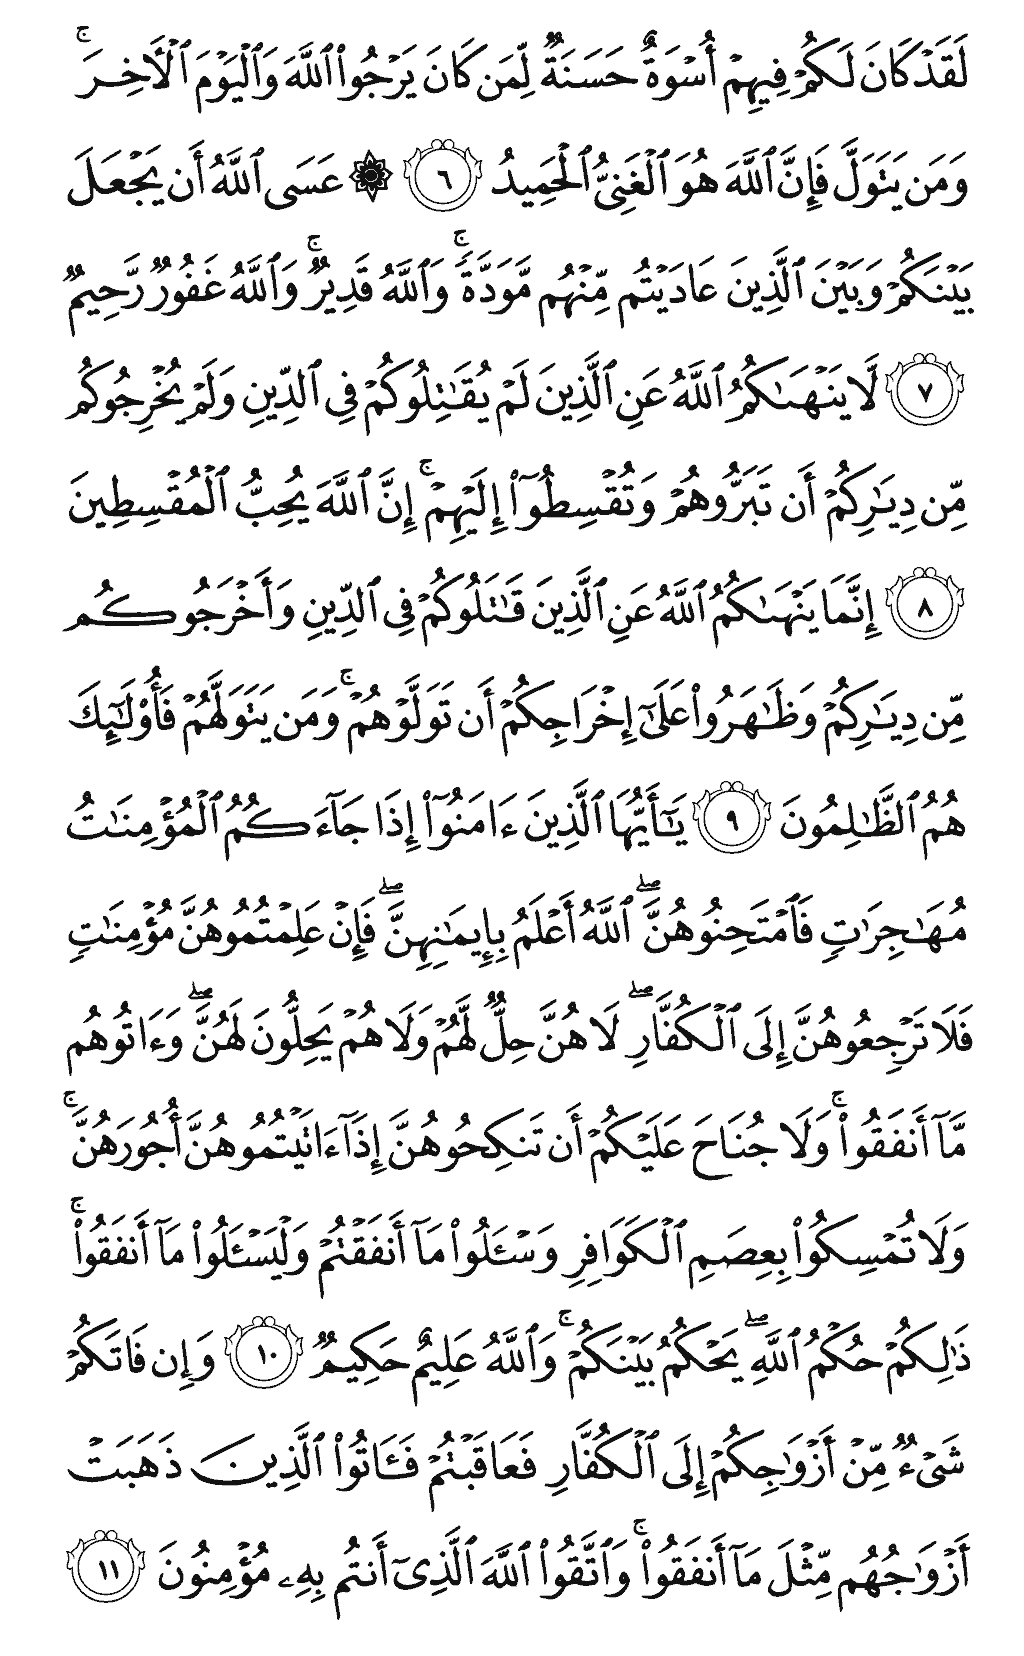 لَقَدْ كَانَ لَكُمْ فِيهِمْ أُسْوَةٌ حَسَنَةٌ لِّمَن كَانَ يَرْجُوا۟ ٱللَّهَ وَٱلْيَوْمَ ٱلْـَٔاخِرَ ۚ
وَمَن يَتَوَلَّ فَإِنَّ ٱللَّهَ هُوَ ٱلْغَنِىُّ ٱلْحَمِيدُ ٦ ۞ عَسَى ٱللَّهُ أَن يَجْعَلَ
بَيْنَكُمْ وَبَيْنَ ٱلَّذِينَ عَادَيْتُم مِّنْهُم مَّوَدَّةً ۚ وَٱللَّهُ قَدِيرٌ ۚ وَٱللَّهُ غَفُورٌ رَّحِيمٌ
٧ لَّا يَنْهَىٰكُمُ ٱللَّهُ عَنِ ٱلَّذِينَ لَمْ يُقَـٰتِلُوكُمْ فِى ٱلدِّينِ وَلَمْ يُخْرِجُوكُم
مِّن دِيَـٰرِكُمْ أَن تَبَرُّوهُمْ وَتُقْسِطُوٓا۟ إِلَيْهِمْ ۚ إِنَّ ٱللَّهَ يُحِبُّ ٱلْمُقْسِطِينَ
٨ إِنَّمَا يَنْهَىٰكُمُ ٱللَّهُ عَنِ ٱلَّذِينَ قَـٰتَلُوكُمْ فِى ٱلدِّينِ وَأَخْرَجُوكُم
مِّن دِيَـٰرِكُمْ وَظَـٰهَرُوا۟ عَلَىٰٓ إِخْرَاجِكُمْ أَن تَوَلَّوْهُمْ ۚ وَمَن يَتَوَلَّهُمْ فَأُو۟لَـٰٓئِكَ
هُمُ ٱلظَّـٰلِمُونَ ٩ يَـٰٓأَيُّهَا ٱلَّذِينَ ءَامَنُوٓا۟ إِذَا جَآءَكُمُ ٱلْمُؤْمِنَـٰتُ
مُهَـٰجِرَٰتٍ فَٱمْتَحِنُوهُنَّ ۖ ٱللَّهُ أَعْلَمُ بِإِيمَـٰنِهِنَّ ۖ فَإِنْ عَلِمْتُمُوهُنَّ مُؤْمِنَـٰتٍ
فَلَا تَرْجِعُوهُنَّ إِلَى ٱلْكُفَّارِ ۖ لَا هُنَّ حِلٌّ لَّهُمْ وَلَا هُمْ يَحِلُّونَ لَهُنَّ ۖ وَءَاتُوهُم
مَّآ أَنفَقُوا۟ ۚ وَلَا جُنَاحَ عَلَيْكُمْ أَن تَنكِحُوهُنَّ إِذَآ ءَاتَيْتُمُوهُنَّ أُجُورَهُنَّ ۚ
وَلَا تُمْسِكُوا۟ بِعِصَمِ ٱلْكَوَافِرِ وَسْـَٔلُوا۟ مَآ أَنفَقْتُمْ وَلْيَسْـَٔلُوا۟ مَآ أَنفَقُوا۟ ۚ
ذَٰلِكُمْ حُكْمُ ٱللَّهِ ۖ يَحْكُمُ بَيْنَكُمْ ۚ وَٱللَّهُ عَلِيمٌ حَكِيمٌ ١٠ وَإِن فَاتَكُمْ
شَىْءٌ مِّنْ أَزْوَٰجِكُمْ إِلَى ٱلْكُفَّارِ فَعَاقَبْتُمْ فَـَٔاتُوا۟ ٱلَّذِينَ ذَهَبَتْ
أَزْوَٰجُهُم مِّثْلَ مَآ أَنفَقُوا۟ ۚ وَٱتَّقُوا۟ ٱللَّهَ ٱلَّذِىٓ أَنتُم بِهِۦ مُؤْمِنُونَ ١١